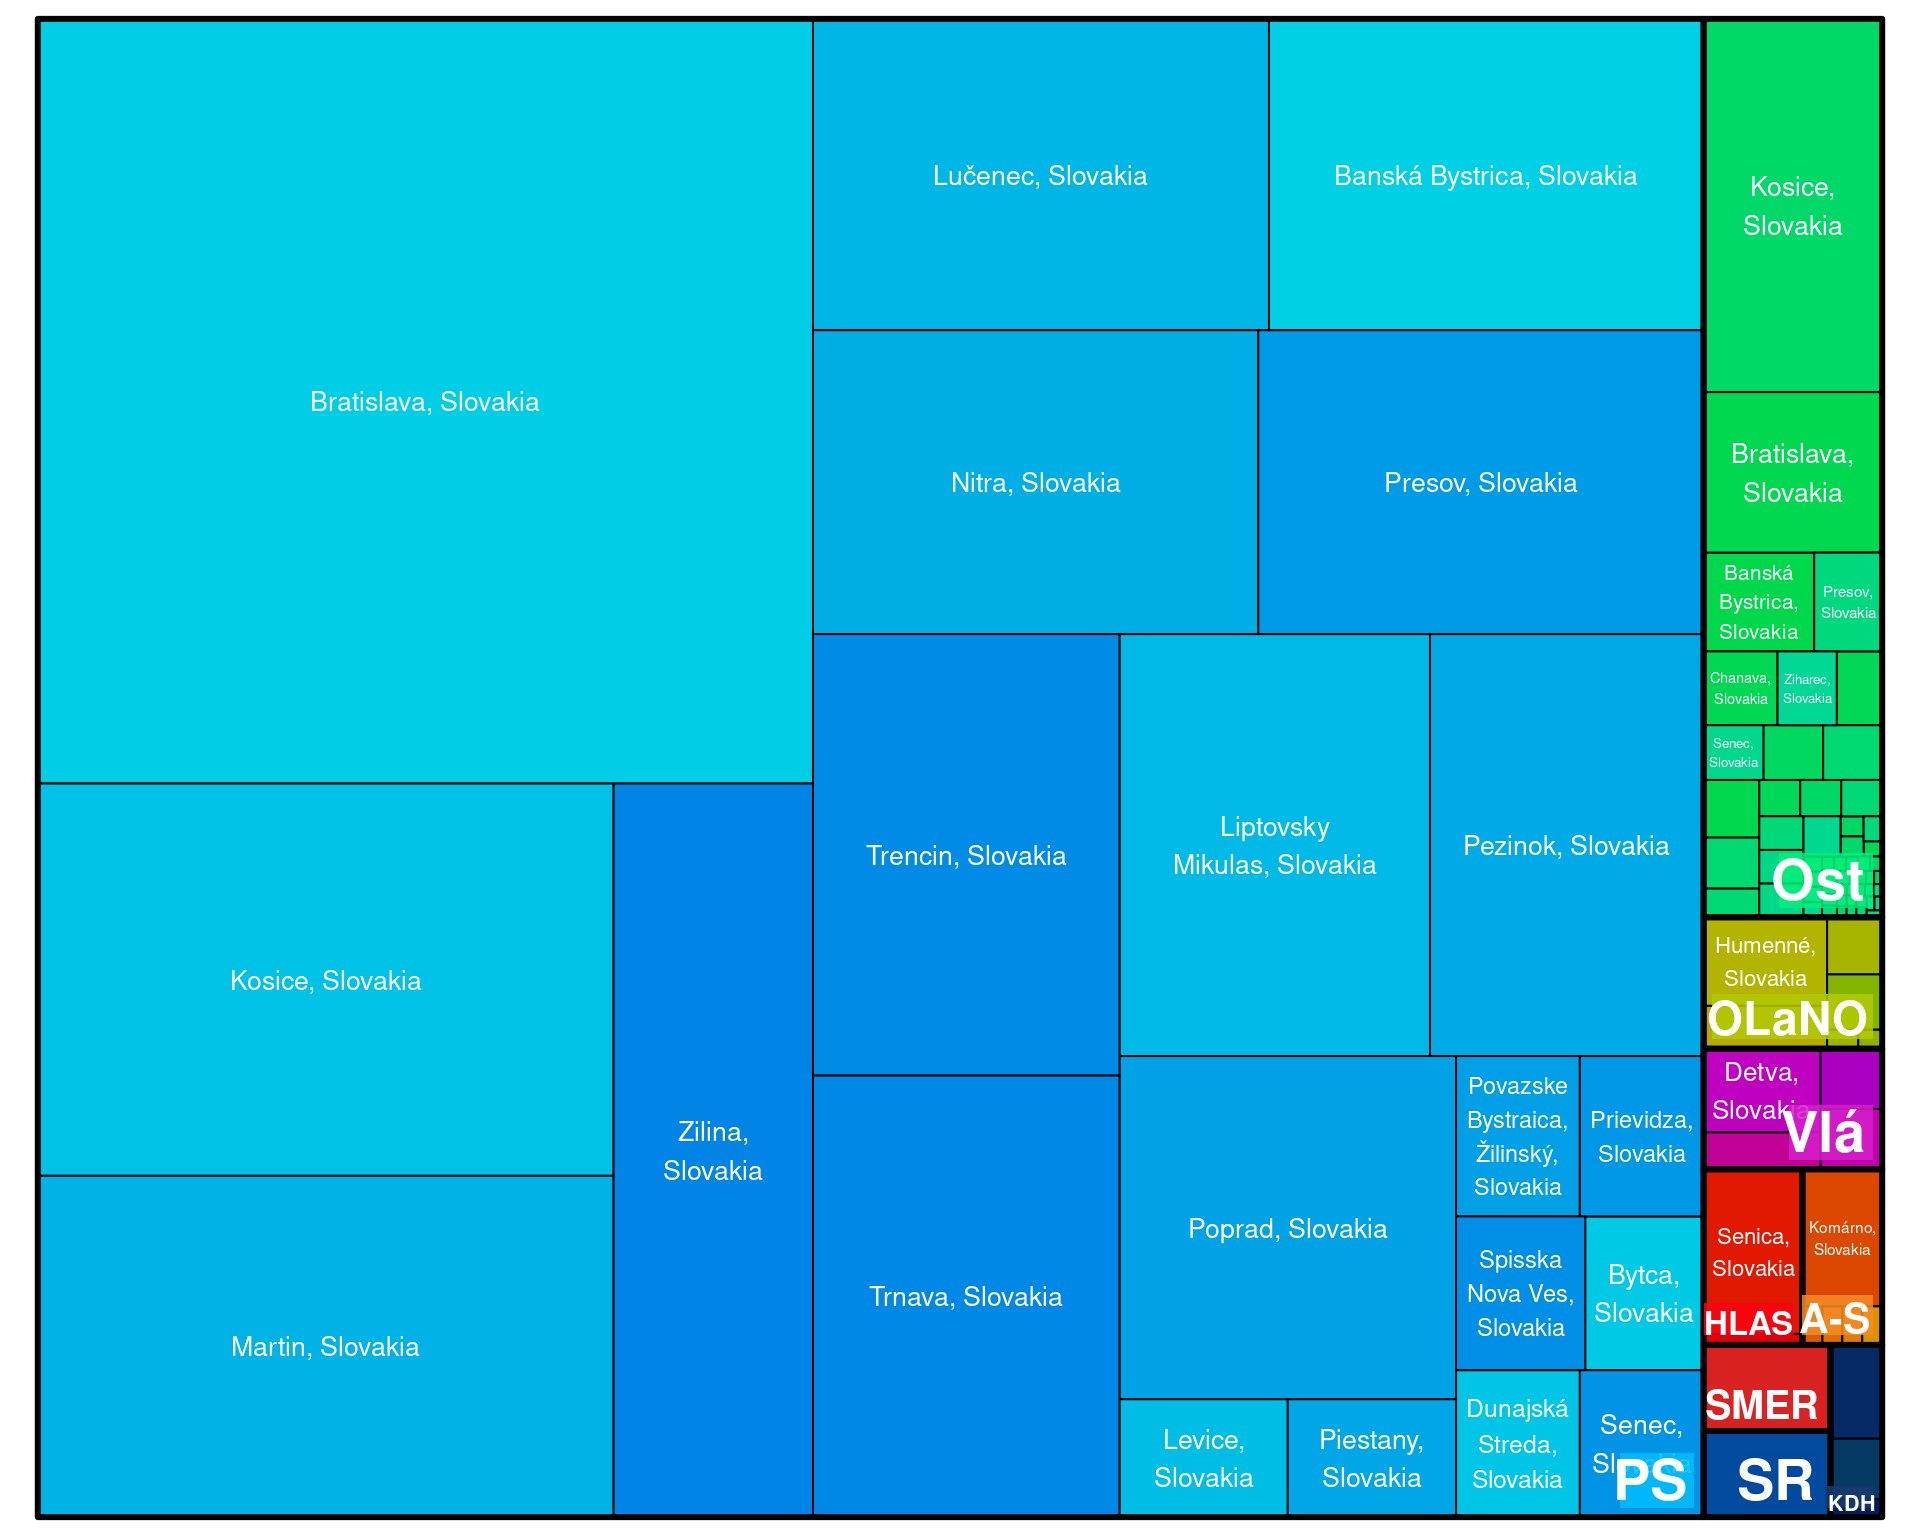 Bratislava, Slovakia
Lučenec, Slovakia
Banská Bystrica, Slovakia
Nitra, Slovakia
Presov, Slovakia
Kosice, Slovakia
Martin, Slovakia
Zilina,
Slovakia
Trencin, Slovakia
Trnava, Slovakia
Liptovsky
Mikulas, Slovakia
Pezinok, Slovakia
Poprad, Slovakia
Levice,
Slovakia
Piestany,
Slovakia
Povazske
Bystraica,
Žilinský,
Slovakia
Prievidza,
Slovakia
Spisska
Nova Ves,
Slovakia
Bytca,
Slovakia
Dunajská
Streda,
Slovakia
Senec,
Slovakia
PS
Kosice,
Slovakia
Bratislava,
Slovakia
Banská
Bystrica,
Slovakia
Presov,
Slovakia
Chanava,
Slovakia
Ziharec,
Slovakia
Senec,
Slovakia
Ost
Humenné,
Slovakia
OLaNO
Detva,
Slovakia
Vlá
Senica,
Slovakia
HLAS
Komárno,
Slovakia
A-S
SMER
SR
KDH